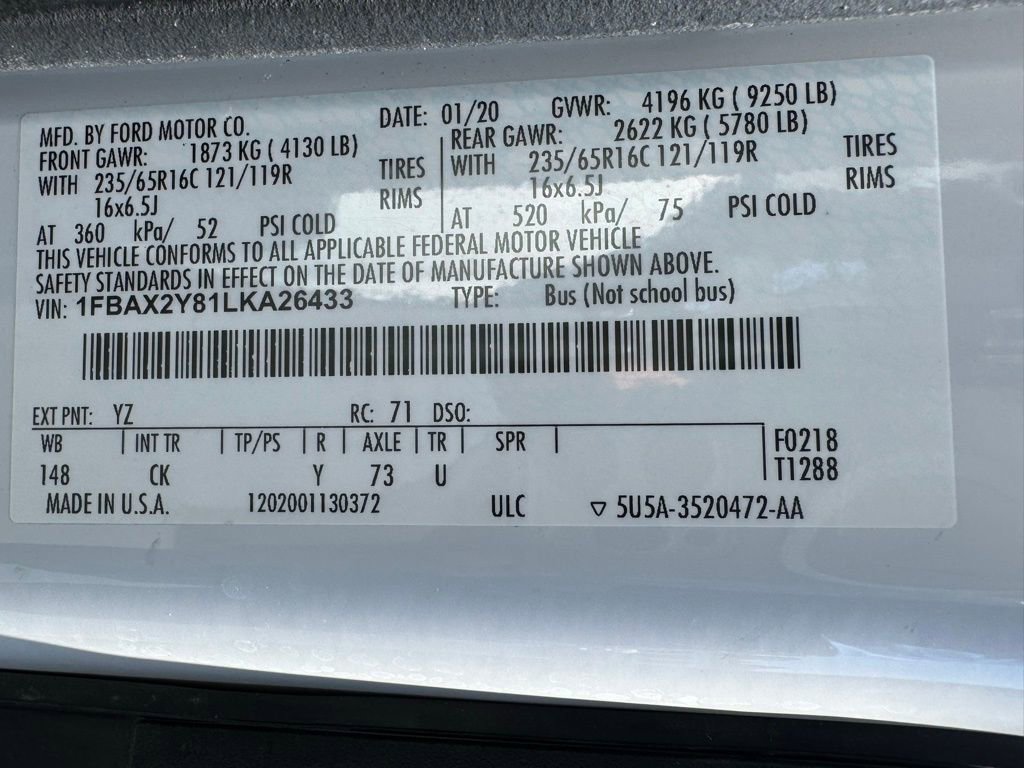 DATE: 01/20 GVWR: 4196 KG ( 9250 LB)
MFD. BY FORD MOTOR CO.
FRONT GAWR: 1873 KG ( 4130 LB) REAR GAWR: 2622 KG ( 5780 LB)
WITH 235/65R16C 121/119R TIRES WITH 235/65R16C 121/119R TIRES
16x6.5J RIMS 16x6.5J RIMS
AT 360 kPa/ 52 PSI COLD AT 520 kPa/ 75 PSI COLD
THIS VEHICLE CONFORMS TO ALL APPLICABLE FEDERAL MOTOR VEHICLE
SAFETY STANDARDS IN EFFECT ON THE DATE OF MANUFACTURE SHOWN ABOVE.
VIN: 1FBAX2Y81LKA26433 TYPE: Bus (Not school bus)
EXT PNT: YZ RC: 71 DSO:
WB INT TR TP/PS R AXLE TR SPR F0218
148 CK Y 73 U T1288
MADE IN U.S.A. 1202001130372 ULC ▽ 5U5A-3520472-AA